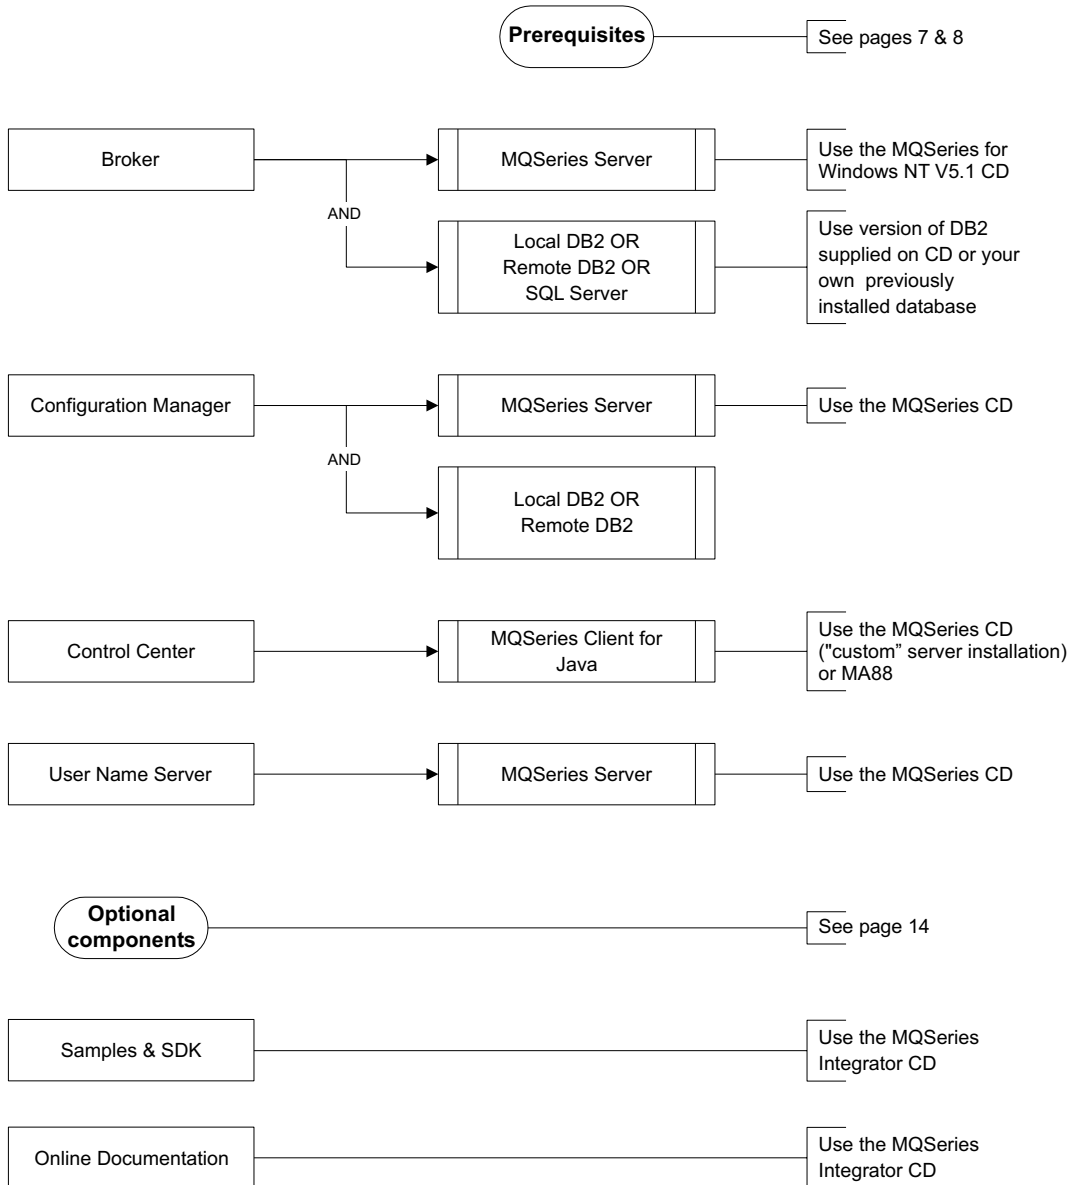 Prerequisites
See pages 7 & 8
Broker
MQSeries Server
Use the MQSeries for
Windows NT V5.1 CD
AND
Local DB2 OR
Remote DB2 OR
SQL Server
Use version of DB2
supplied on CD or your
own previously
installed database
Configuration Manager
MQSeries Server
Use the MQSeries CD
AND
Local DB2 OR
Remote DB2
Control Center
MQSeries Client for
Java
Use the MQSeries CD
("custom” server installation)
or MA88
User Name Server
MQSeries Server
Use the MQSeries CD
Optional
components
See page 14
Samples & SDK
Use the MQSeries
Integrator CD
Online Documentation
Use the MQSeries
Integrator CD